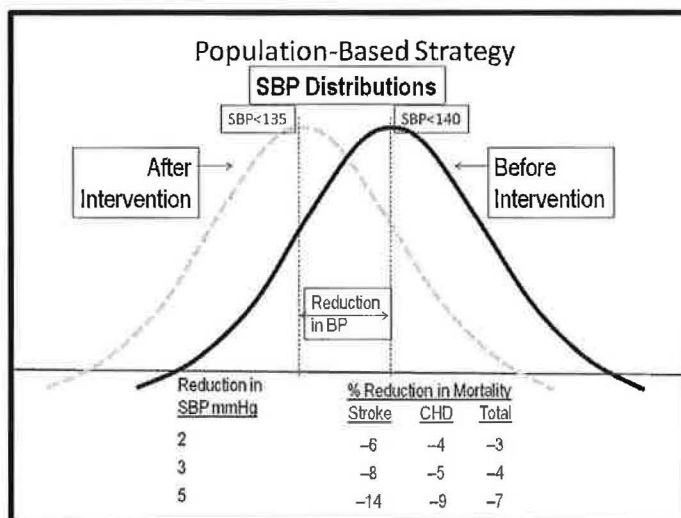 Population-Based Strategy
SBP Distributions
SBP<135
SBP<140
After
Intervention
Before
Intervention
Reduction
in BP
Reduction in
SBP mmHg
% Reduction in Mortality
Stroke CHD Total
2 –6 –4 –3
3 –8 –5 –4
5 –14 –9 –7